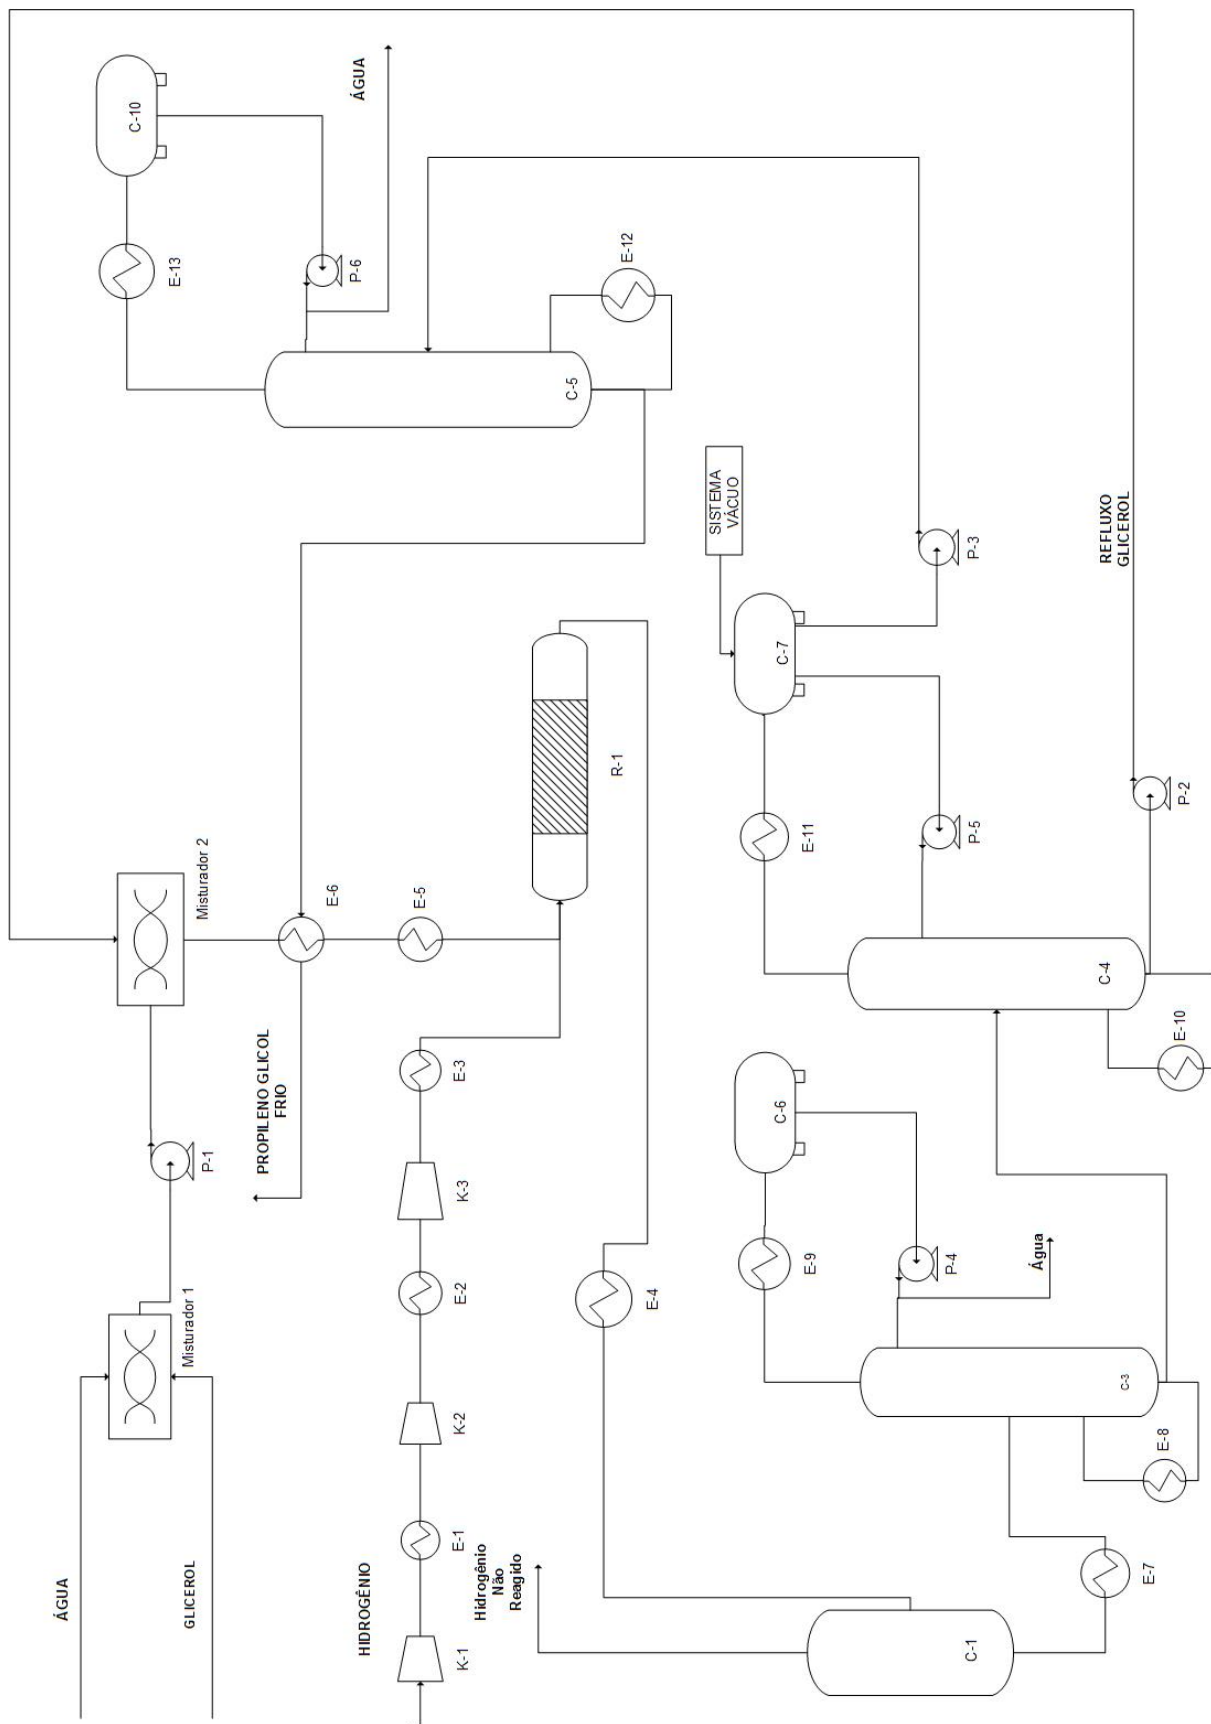 ÁGUA
C-10
GLICEROL
Misturador 1
P-1
Misturador 2
E-13
PROPILENO GLICOL
FRIO
E-6
P-6
ÁGUA
HIDROGÊNIO
K-1
E-1
K-2
E-2
K-3
E-3
E-5
Hidrogênio
Não
Reagido
C-5
E-12
E-4
R-1
SISTEMA
VÁCUO
C-6
C-7
E-9
E-11
P-4
P-5
P-3
C-1
Água
REFLUXO
GLICEROL
C-3
C-4
E-7
E-8
E-10
P-2